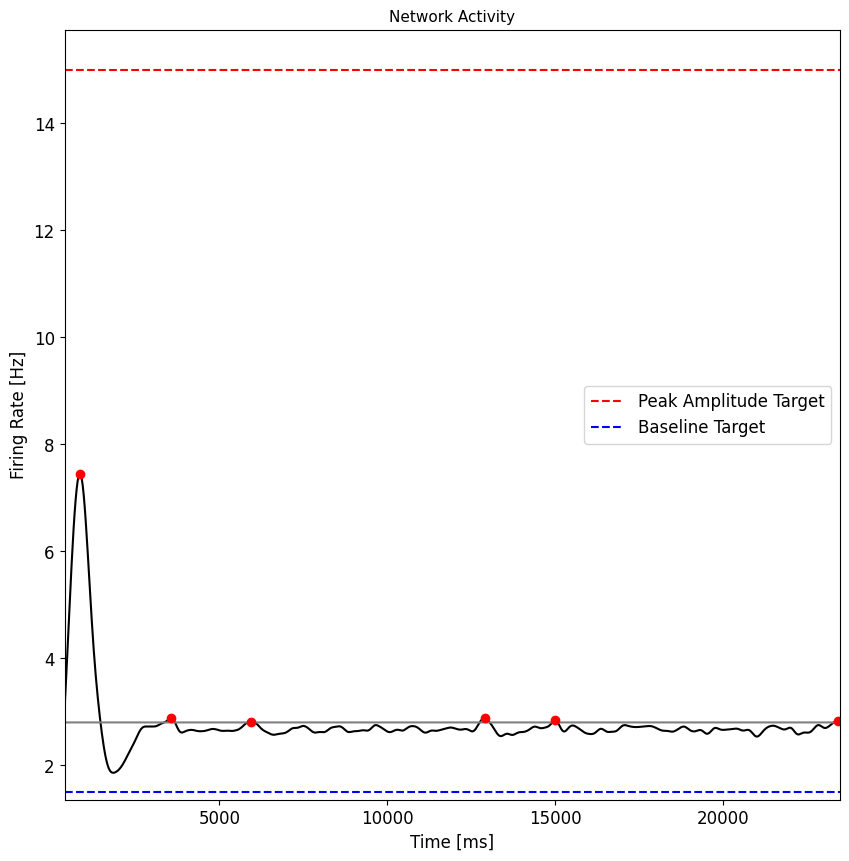 Network Activity
Firing Rate [Hz]
14
12
10
8
6
4
2
Peak Amplitude Target
Baseline Target
5000
10000
15000
20000
Time [ms]